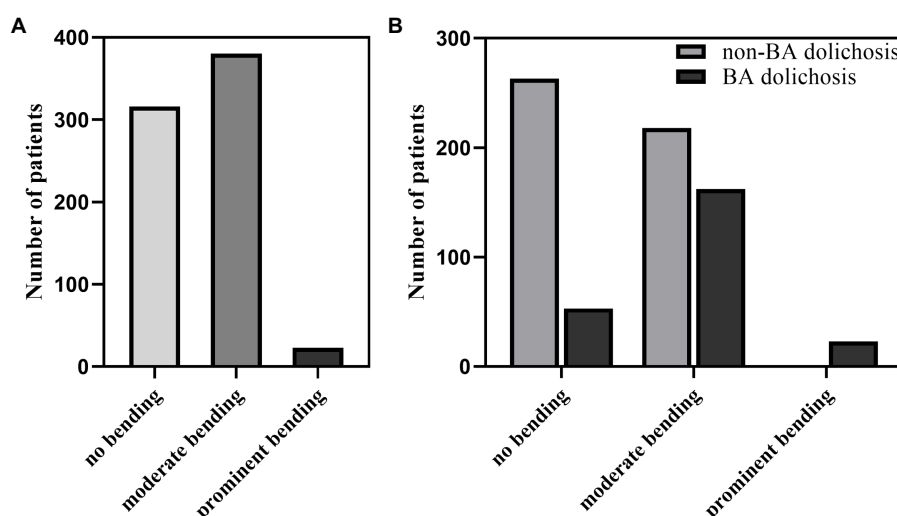 A
Number of patients
400
300
200
100
0
no bending
moderate bending
prominent bending
B
Number of patients
300
200
100
0
non-BA dolichosis
BA dolichosis
no bending
moderate bending
prominent bending